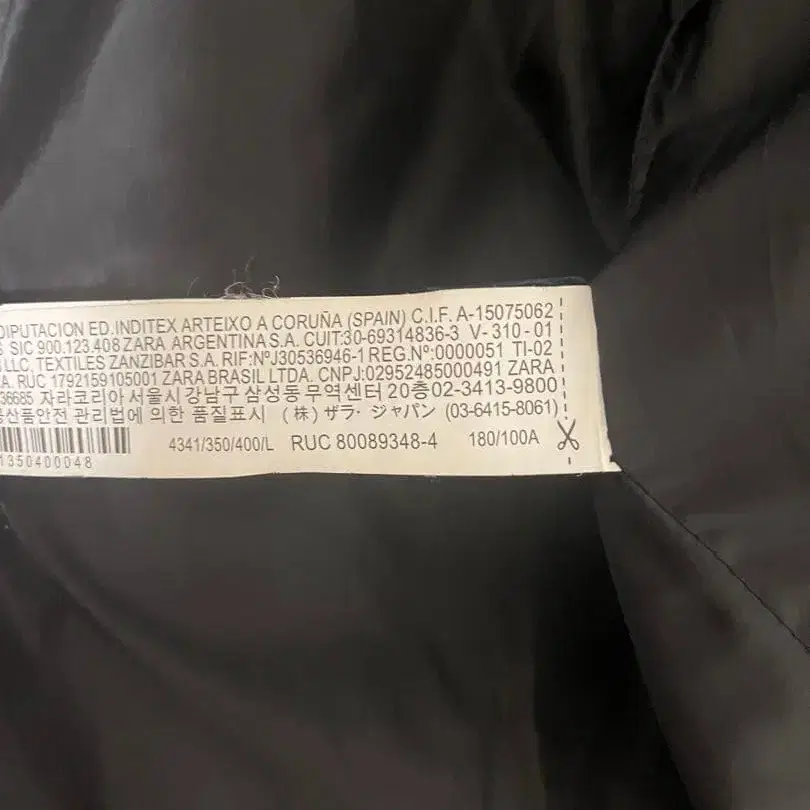 DIPUTACION ED.INDITEX ARTEIXO A CORUÑA (SPAIN) C.I.F. A-15075062
SIC 900.123.408 ZARA ARGENTINA S.A. CUIT:30-69314836-3 V-310-01
LLC, TEXTILES ZANZIBAR S.A. RIF:NºJ30536946-1 REG.Nº:0000051 TI-02
A. RUC 1792159105001 ZARA BRASIL LTDA. CNPJ:02952485000491 ZARA
36685 자라코리아 서울시 강남구 삼성동 무역센터 20층 02-3413-9800
공산품안전 관리법에 의한 품질표시 (株) ザラ・ジャパン (03-6415-8061)
4341/350/400/L RUC 80089348-4 180/100A
1350400048